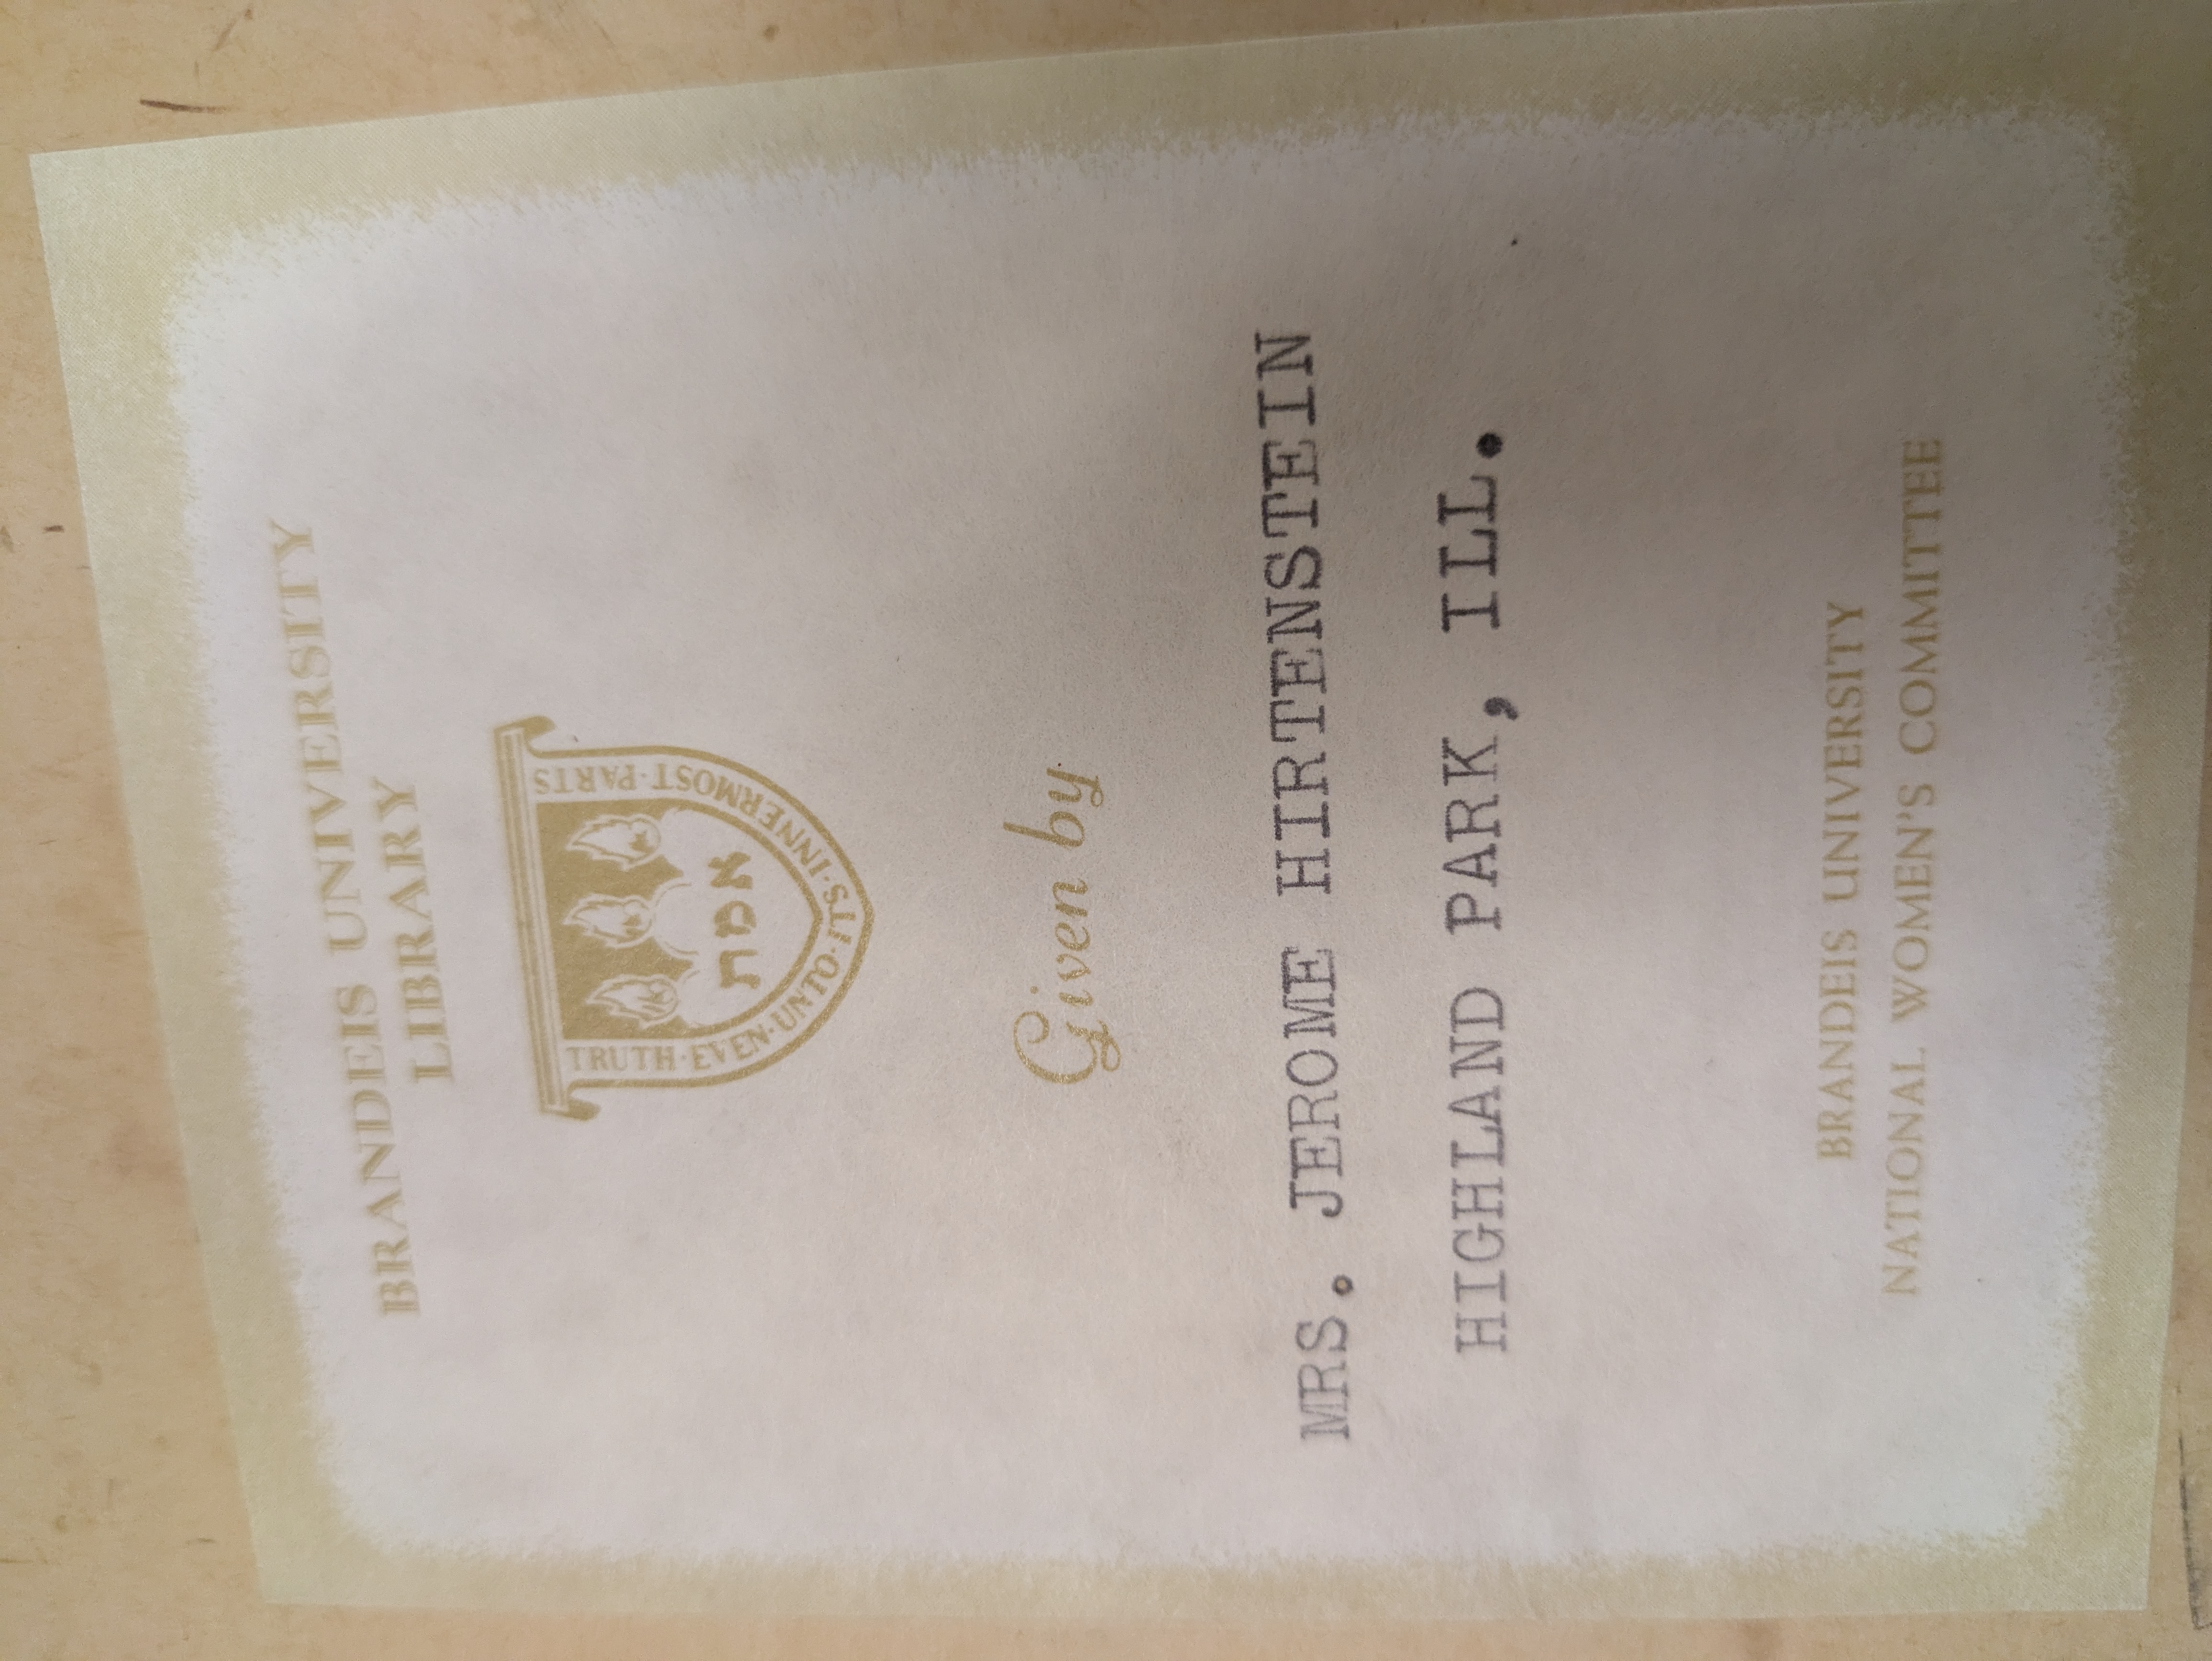 BRANDEIS UNIVERSITY
LIBRARY
אמת
TRUTH·EVEN·UNTO·ITS·INNERMOST·PARTS
Given by
MRS. JEROME HIRTENSTEIN
HIGHLAND PARK, ILL.
BRANDEIS UNIVERSITY
NATIONAL WOMEN'S COMMITTEE